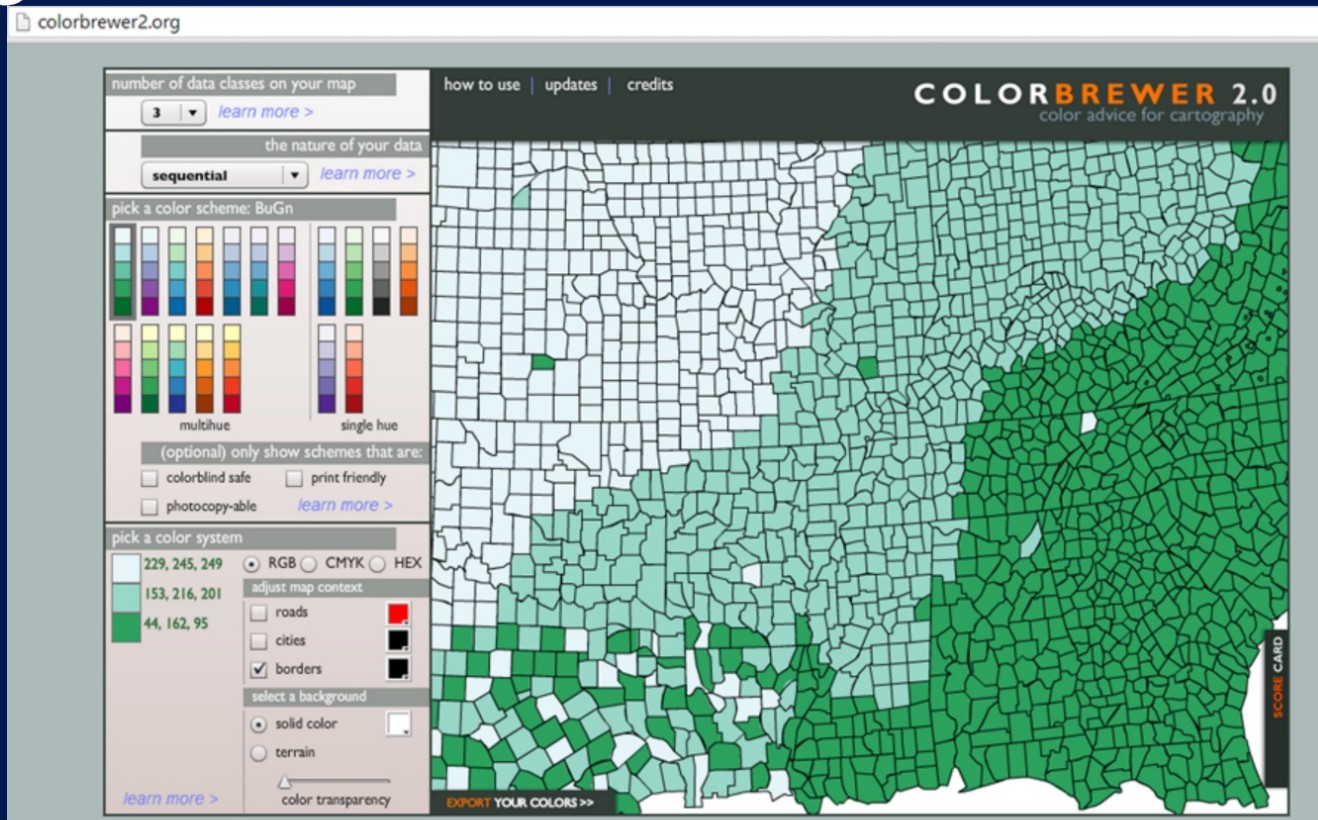 colorbrewer2.org
number of data classes on your map
3
learn more >
how to use | updates | credits
COLORBREWER 2.0
color advice for cartography
the nature of your data
sequential
learn more >
pick a color scheme: BuGn
multihue
single hue
(optional) only show schemes that are:
colorblind safe
print friendly
photocopy-able
learn more >
pick a color system
229, 245, 249
153, 216, 201
44, 162, 95
RGB
CMYK
HEX
adjust map context
roads
cities
borders
select a background
solid color
terrain
color transparency
learn more >
EXPORT YOUR COLORS >>
SCORE CARD